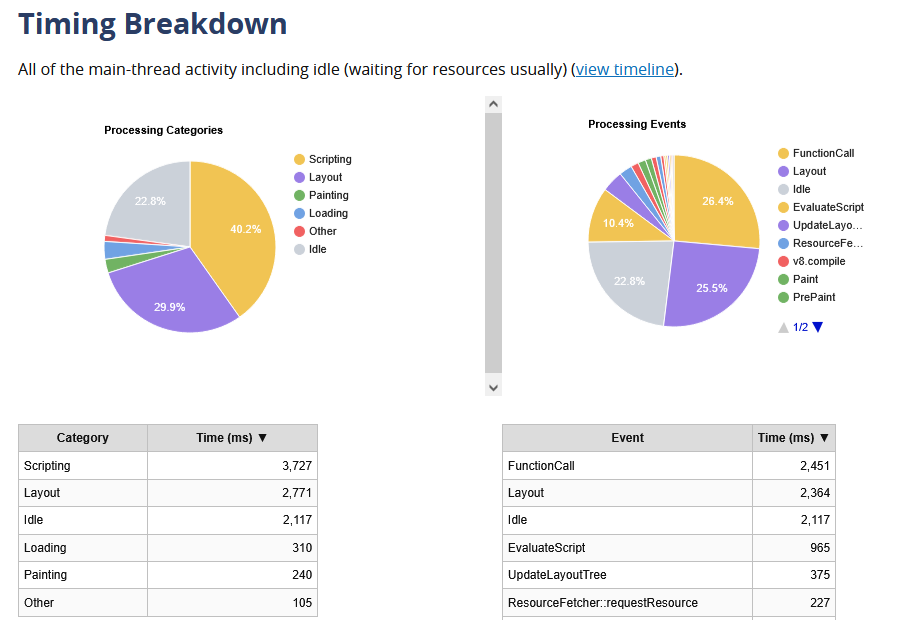 Timing Breakdown
All of the main-thread activity including idle (waiting for resources usually) (view timeline).
Processing Categories
Scripting
Layout
Painting
Loading
Other
Idle
22.8%
40.2%
29.9%
Processing Events
FunctionCall
Layout
Idle
EvaluateScript
UpdateLayo...
ResourceFe...
v8.compile
Paint
PrePaint
1/2 ▼
26.4%
10.4%
22.8%
25.5%
Category Time (ms) ▼
Scripting 3,727
Layout 2,771
Idle 2,117
Loading 310
Painting 240
Other 105
Event Time (ms) ▼
FunctionCall 2,451
Layout 2,364
Idle 2,117
EvaluateScript 965
UpdateLayoutTree 375
ResourceFetcher::requestResource 227